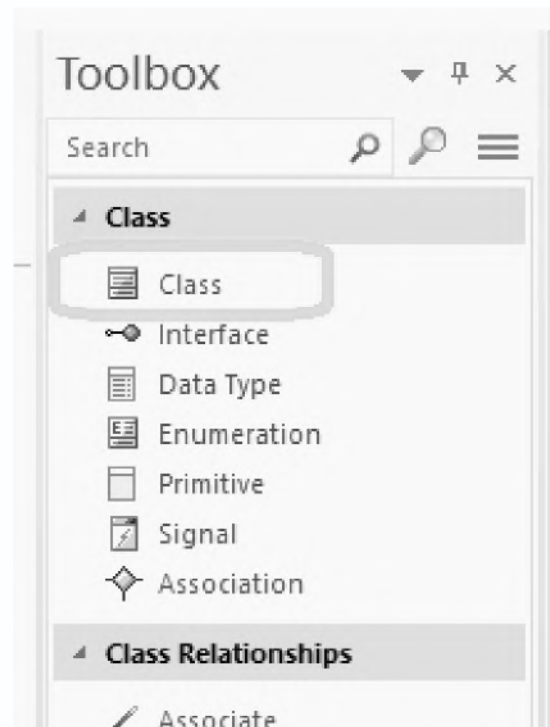 Toolbox
Search
Class
Class
Interface
Data Type
Enumeration
Primitive
Signal
Association
Class Relationships
Associate